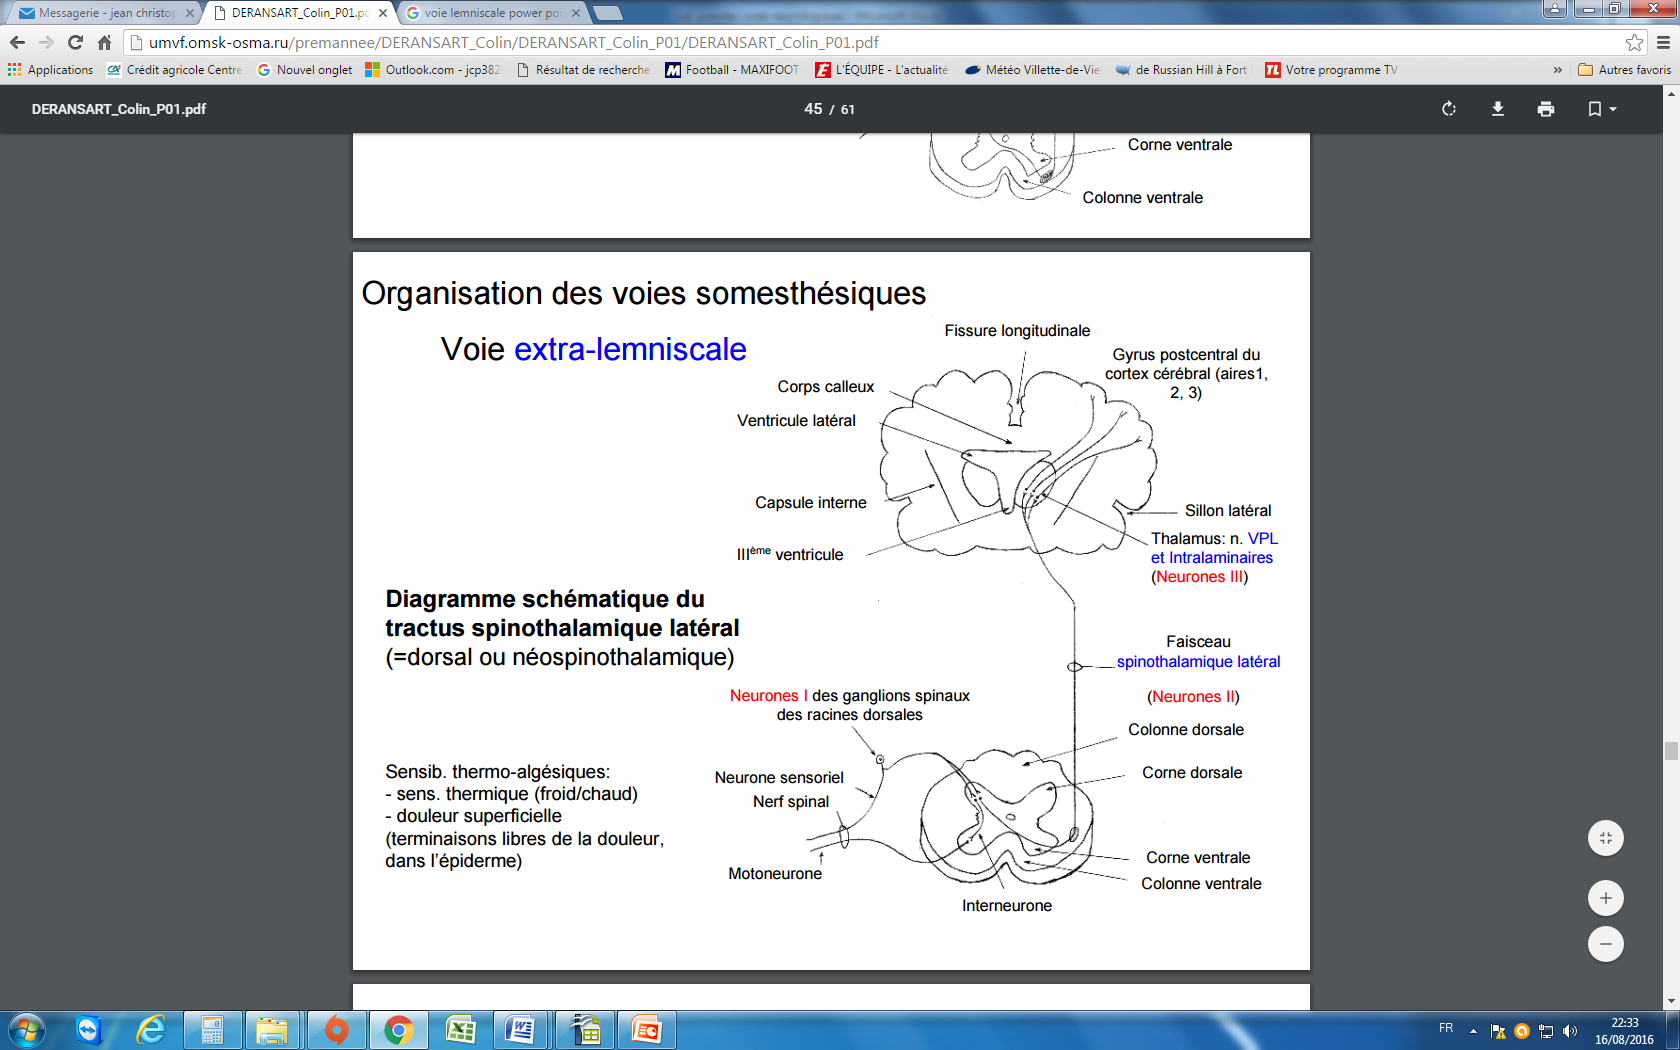 Messagerie - jean christop
DERANSART_Colin_P01.pd
voie lemniscale power poi
umvf.omsk-osma.ru/premannee/DERANSART_Colin/DERANSART_Colin_P01/DERANSART_Colin_P01.pdf
Applications
Crédit agricole Centre
Nouvel onglet
Outlook.com - jcp382
Résultat de recherche
Football - MAXIFOOT
L'ÉQUIPE - L'actualité
Météo Villette-de-Vie
de Russian Hill à Fort
Votre programme TV
»
Autres favoris
DERANSART_Colin_P01.pdf
45 / 61
Corne ventrale
Colonne ventrale
Organisation des voies somesthésiques
Voie extra-lemniscale
Fissure longitudinale
Gyrus postcentral du
cortex cérébral (aires1,
2, 3)
Corps calleux
Ventricule latéral
Capsule interne
Sillon latéral
IIIème ventricule
Thalamus: n. VPL
et Intralaminaires
(Neurones III)
Diagramme schématique du
tractus spinothalamique latéral
(=dorsal ou néospinothalamique)
Faisceau
spinothalamique latéral
(Neurones II)
Neurones I des ganglions spinaux
des racines dorsales
Colonne dorsale
Corne dorsale
Sensib. thermo-algésiques:
- sens. thermique (froid/chaud)
- douleur superficielle
(terminaisons libres de la douleur,
dans l'épiderme)
Neurone sensoriel
Nerf spinal
Motoneurone
Corne ventrale
Colonne ventrale
Interneurone
FR
22:33
16/08/2016